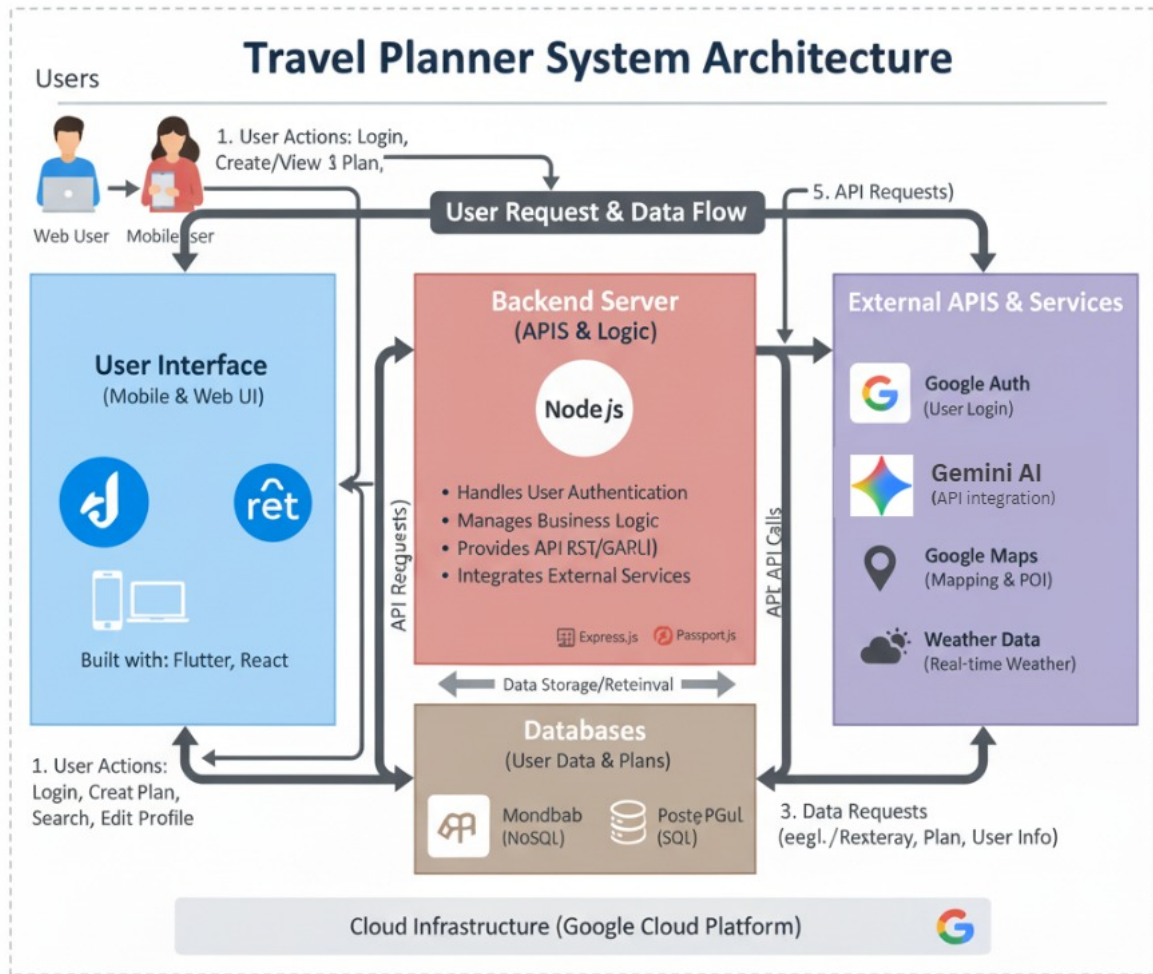 Travel Planner System Architecture
Users
1. User Actions: Login,
Create/View & Plan,
Web User
Mobile User
User Request & Data Flow
5. API Requests)
User Interface
(Mobile & Web UI)
rêt
Built with: Flutter, React
API Requests)
Backend Server
(APIS & Logic)
Node js
• Handles User Authentication
• Manages Business Logic
• Provides API RST/GARLI)
• Integrates External Services
Express.js
Passport.js
APE API Calls
External APIS & Services
Google Auth
(User Login)
Gemini AI
(API integration)
Google Maps
(Mapping & POI)
Weather Data
(Real-time Weather)
Data Storage/Reteinval
Databases
(User Data & Plans)
Mondbab
(NoSQL)
Poste PGul
(SQL)
1. User Actions:
Login, Creat Plan,
Search, Edit Profile
3. Data Requests
(eegl./Rexteray, Plan, User Info)
Cloud Infrastructure (Google Cloud Platform)